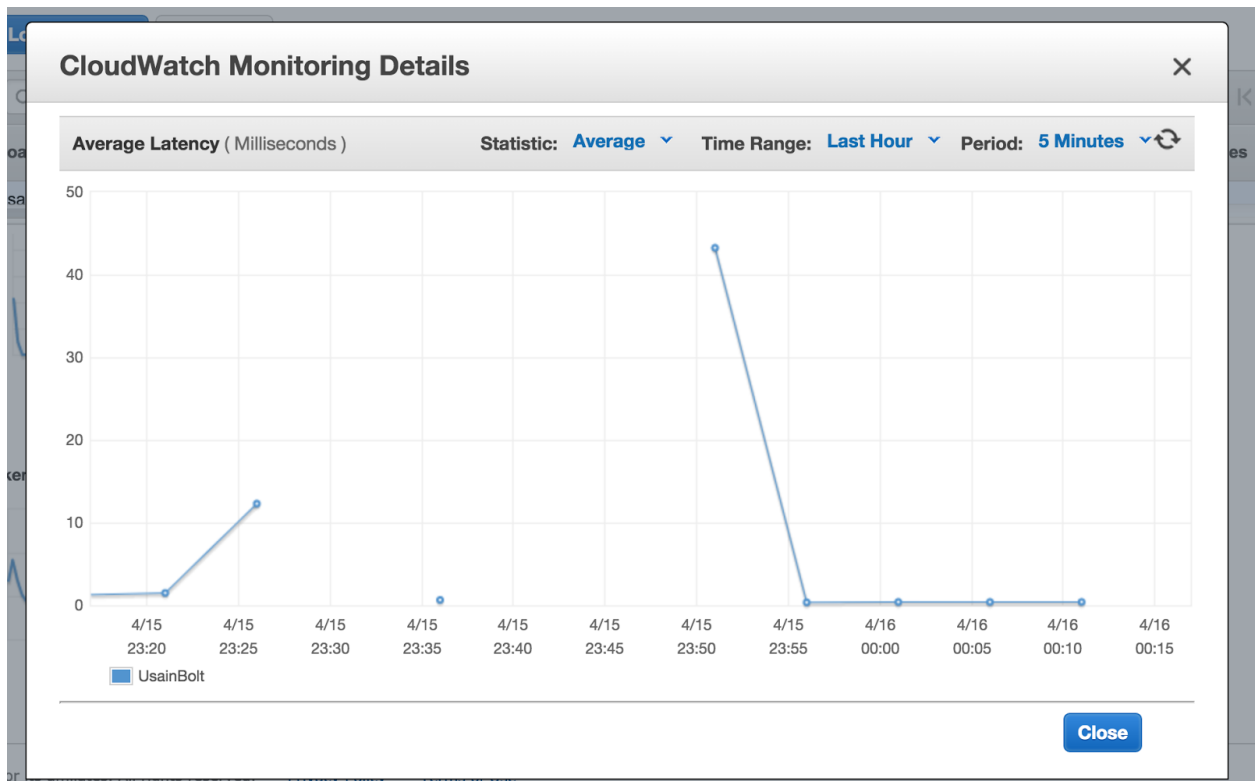 CloudWatch Monitoring Details
Average Latency ( Milliseconds ) Statistic: Average Time Range: Last Hour Period: 5 Minutes
50
40
30
20
10
0
4/15 4/15 4/15 4/15 4/15 4/15 4/15 4/15 4/16 4/16 4/16 4/16
23:20 23:25 23:30 23:35 23:40 23:45 23:50 23:55 00:00 00:05 00:10 00:15
UsainBolt
Close